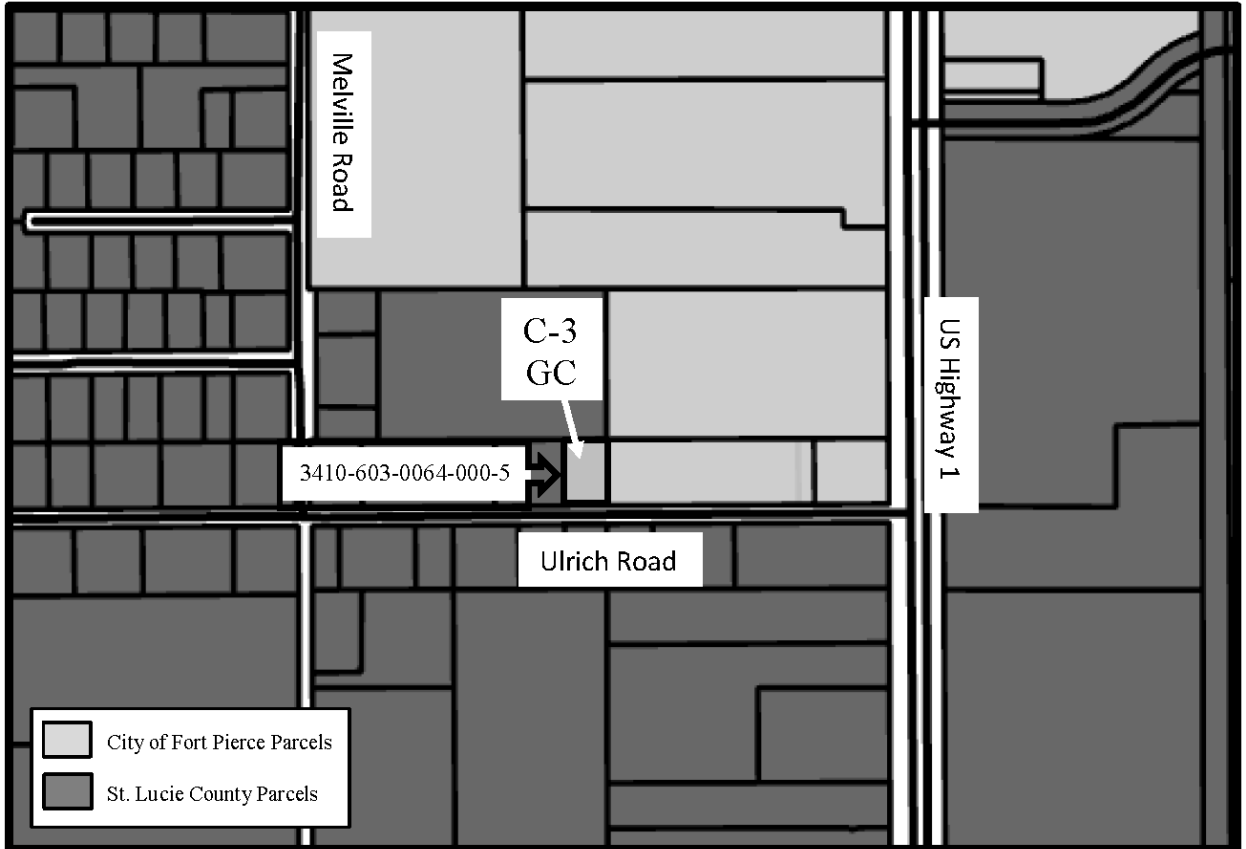 Melville Road
C-3
GC
US Highway 1
3410-603-0064-000-5
Ulrich Road
City of Fort Pierce Parcels
St. Lucie County Parcels